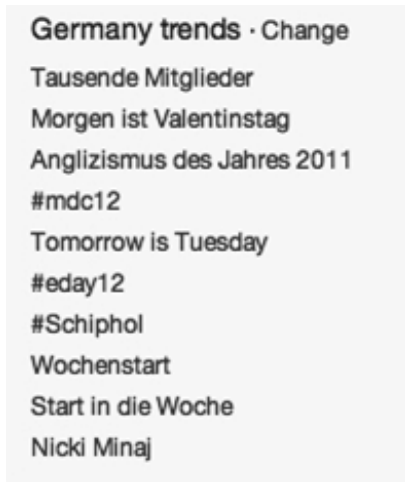 Germany trends · Change
Tausende Mitglieder
Morgen ist Valentinstag
Anglizismus des Jahres 2011
#mdc12
Tomorrow is Tuesday
#eday12
#Schiphol
Wochenstart
Start in die Woche
Nicki Minaj